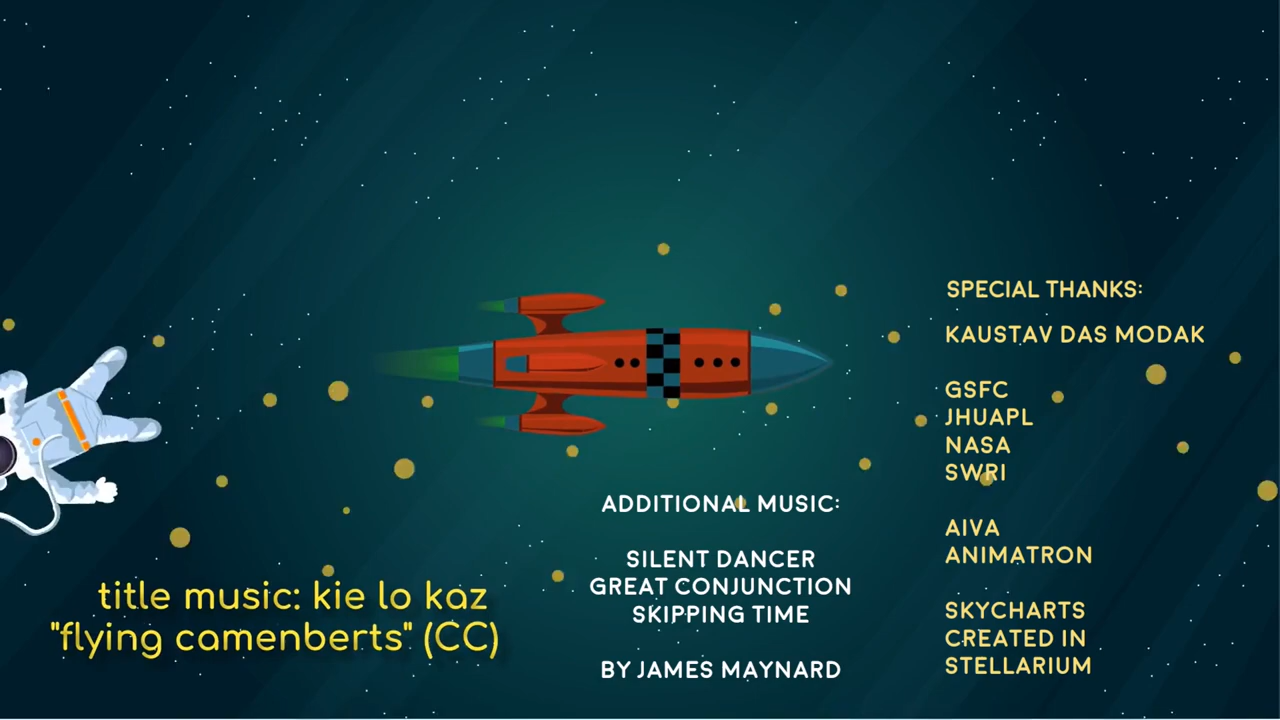 title music: kie lo kaz
"flying camenberts" (CC)
ADDITIONAL MUSIC:
SILENT DANCER
GREAT CONJUNCTION
SKIPPING TIME
BY JAMES MAYNARD
SPECIAL THANKS:
KAUSTAV DAS MODAK
GSFC
JHUAPL
NASA
SWRI
AIVA
ANIMATRON
SKYCHARTS
CREATED IN
STELLARIUM